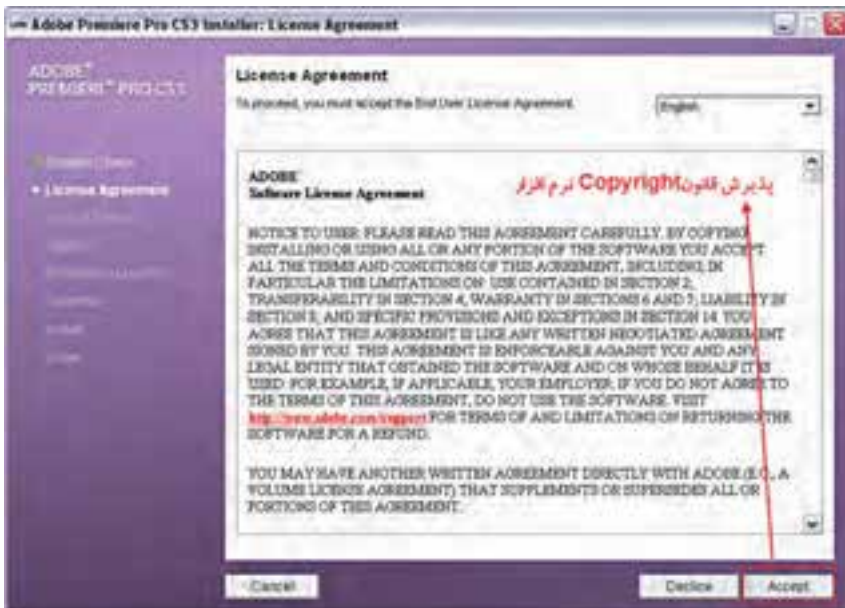 Adobe Premiere Pro CS3 Installer: License Agreement
ADOBE®
PREMIERE® PRO CS3
License Agreement
To proceed, you must accept the End User License Agreement.
English
• License Agreement
ADOBE
Software License Agreement
پذیرش قانون Copyright نرم افزار
NOTICE TO USER: PLEASE READ THIS AGREEMENT CAREFULLY. BY COPYING
INSTALLING OR USING ALL OR ANY PORTION OF THE SOFTWARE YOU ACCEPT
ALL THE TERMS AND CONDITIONS OF THIS AGREEMENT, INCLUDING, IN
PARTICULAR THE LIMITATIONS ON: USE CONTAINED IN SECTION 2;
TRANSFERABILITY IN SECTION 4; WARRANTY IN SECTIONS 6 AND 7; LIABILITY IN
SECTION 8; AND SPECIFIC PROVISIONS AND EXCEPTIONS IN SECTION 14. YOU
AGREE THAT THIS AGREEMENT IS LIKE ANY WRITTEN NEGOTIATED AGREEMENT
SIGNED BY YOU. THIS AGREEMENT IS ENFORCEABLE AGAINST YOU AND ANY
LEGAL ENTITY THAT OBTAINED THE SOFTWARE AND ON WHOSE BEHALF IT IS
USED: FOR EXAMPLE, IF APPLICABLE, YOUR EMPLOYER. IF YOU DO NOT AGREE TO
THE TERMS OF THIS AGREEMENT, DO NOT USE THE SOFTWARE. VISIT
http://www.adobe.com/support FOR TERMS OF AND LIMITATIONS ON RETURNING THE
SOFTWARE FOR A REFUND.
YOU MAY HAVE ANOTHER WRITTEN AGREEMENT DIRECTLY WITH ADOBE (E.G., A
VOLUME LICENSE AGREEMENT) THAT SUPPLEMENTS OR SUPERSEDES ALL OR
PORTIONS OF THIS AGREEMENT.
Cancel
Decline
Accept